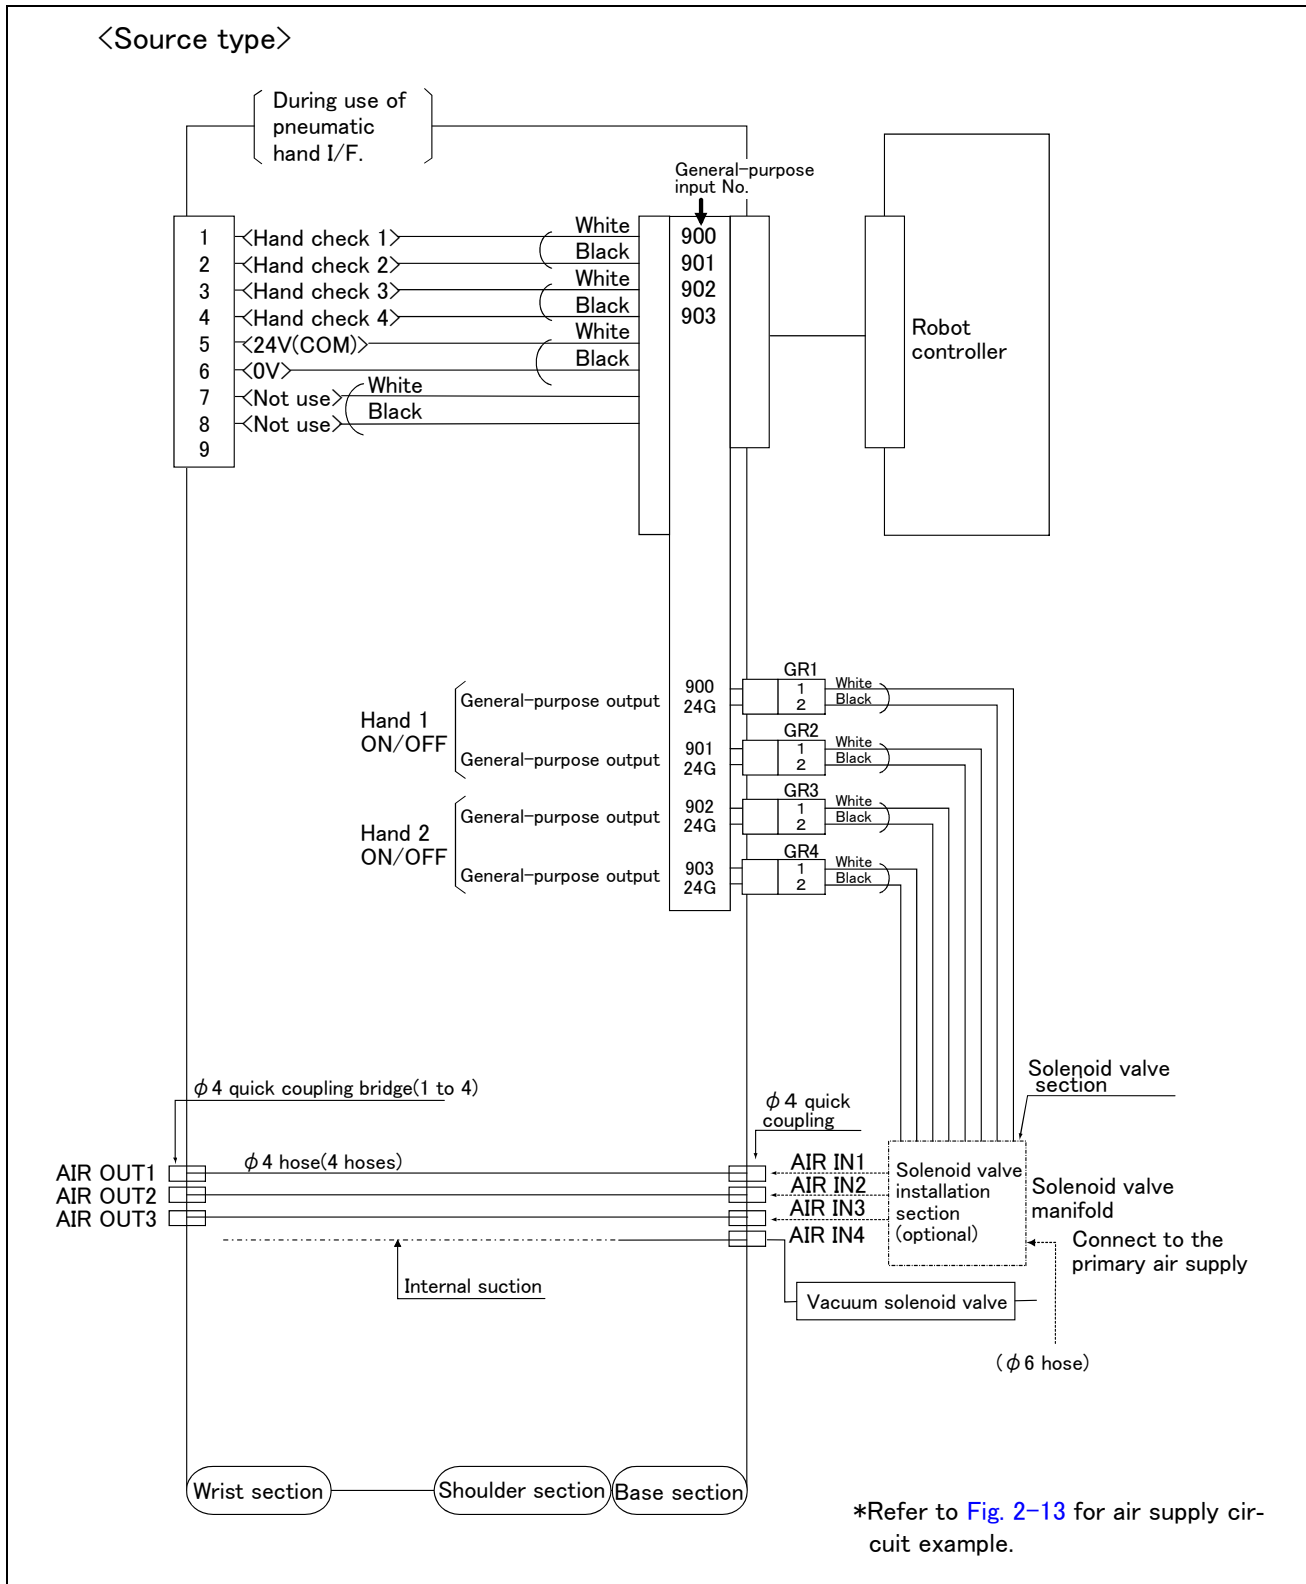 <Source type>
During use of
pneumatic
hand I/F.
General-purpose
input No.
1 <Hand check 1> White 900
2 <Hand check 2> Black 901
3 <Hand check 3> White 902
4 <Hand check 4> Black 903
5 <24V(COM)> White
6 <0V> Black
7 <Not use> White
8 <Not use> Black
9
Robot
controller
Hand 1
ON/OFF
General-purpose output 900
24G
GR1
1 White
2 Black
General-purpose output 901
24G
GR2
1 White
2 Black
Hand 2
ON/OFF
General-purpose output 902
24G
GR3
1 White
2 Black
General-purpose output 903
24G
GR4
1 White
2 Black
Solenoid valve
section
φ4 quick coupling bridge(1 to 4)
φ4 quick
coupling
AIR OUT1 φ4 hose(4 hoses) AIR IN1
AIR OUT2 AIR IN2
AIR OUT3 AIR IN3
AIR IN4
Solenoid valve
installation
section
(optional)
Solenoid valve
manifold
Connect to the
primary air supply
Internal suction
Vacuum solenoid valve
(φ6 hose)
Wrist section Shoulder section Base section
*Refer to Fig. 2-13 for air supply cir-
cuit example.